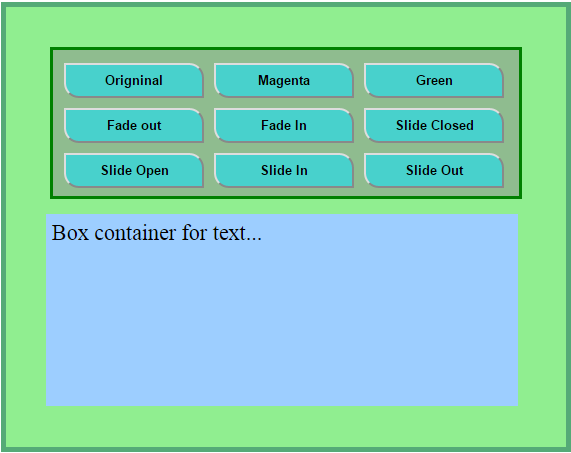 Origninal Magenta Green
Fade out Fade In Slide Closed
Slide Open Slide In Slide Out
Box container for text...